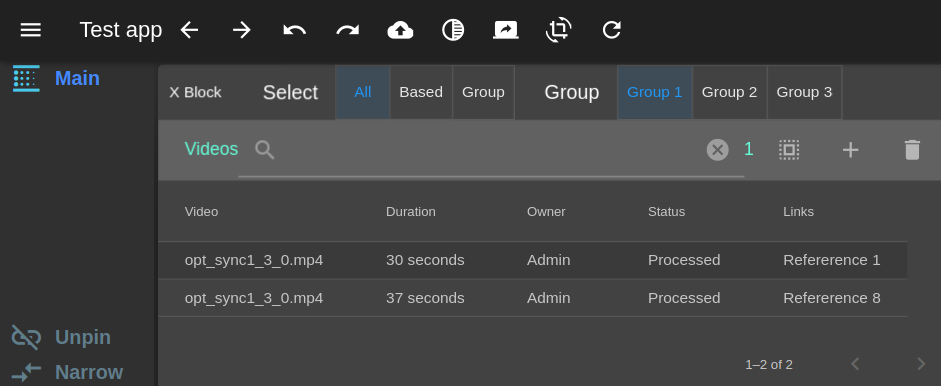 Test app
Main
X Block Select All Based Group Group Group 1 Group 2 Group 3
Videos 1
Video Duration Owner Status Links
opt_sync1_3_0.mp4 30 seconds Admin Processed Refererence 1
opt_sync1_3_0.mp4 37 seconds Admin Processed Refererence 8
Unpin
Narrow
1–2 of 2